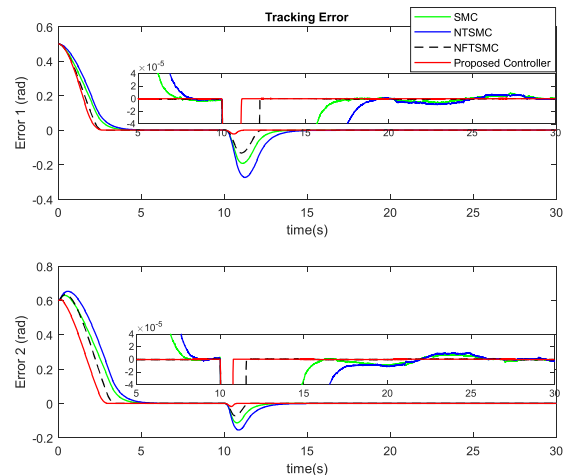 Tracking Error
SMC
NTSMC
NFTSMC
Proposed Controller
Error 1 (rad)
0.6
0.4
0.2
0
-0.2
-0.4
0 5 10 15 20 25 30
time(s)
4 ×10-5
2
0
-2
-4
5 10 15 20 25 30
Error 2 (rad)
0.8
0.6
0.4
0.2
0
-0.2
0 5 10 15 20 25 30
time(s)
4 ×10-5
2
0
-2
-4
5 10 15 20 25 30